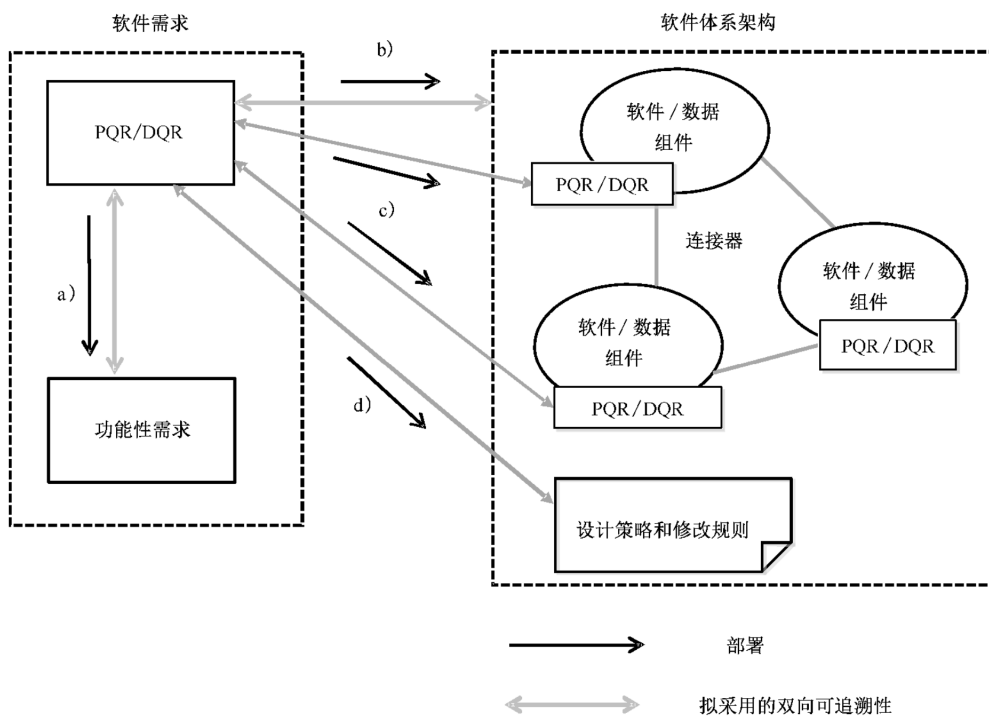 软件需求
软件体系架构
b）
PQR/DQR
软件/数据
组件
PQR/DQR
c）
连接器
a）
软件/数据
组件
PQR/DQR
软件/数据
组件
PQR/DQR
d）
功能性需求
设计策略和修改规则
部署
拟采用的双向可追溯性